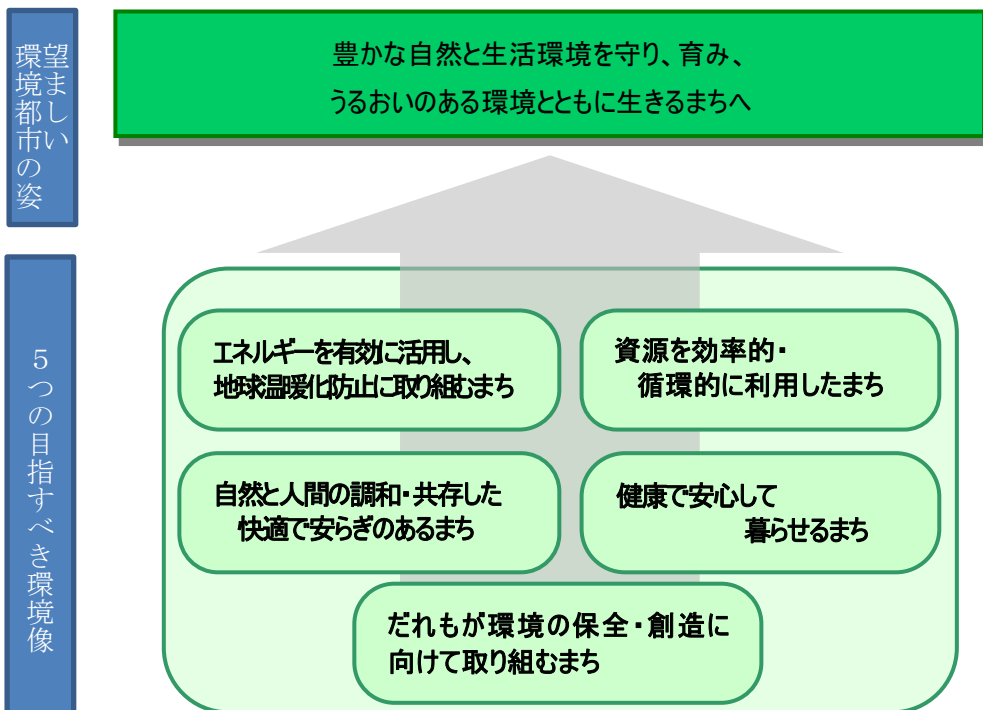 望ましい
環境都市の姿
豊かな自然と生活環境を守り、育み、
うるおいのある環境とともに生きるまちへ
５つの目指すべき環境像
エネルギーを有効に活用し、
地球温暖化防止に取り組むまち
資源を効率的・
循環的に利用したまち
自然と人間の調和・共存した
快適で安らぎのあるまち
健康で安心して
暮らせるまち
だれもが環境の保全・創造に
向けて取り組むまち